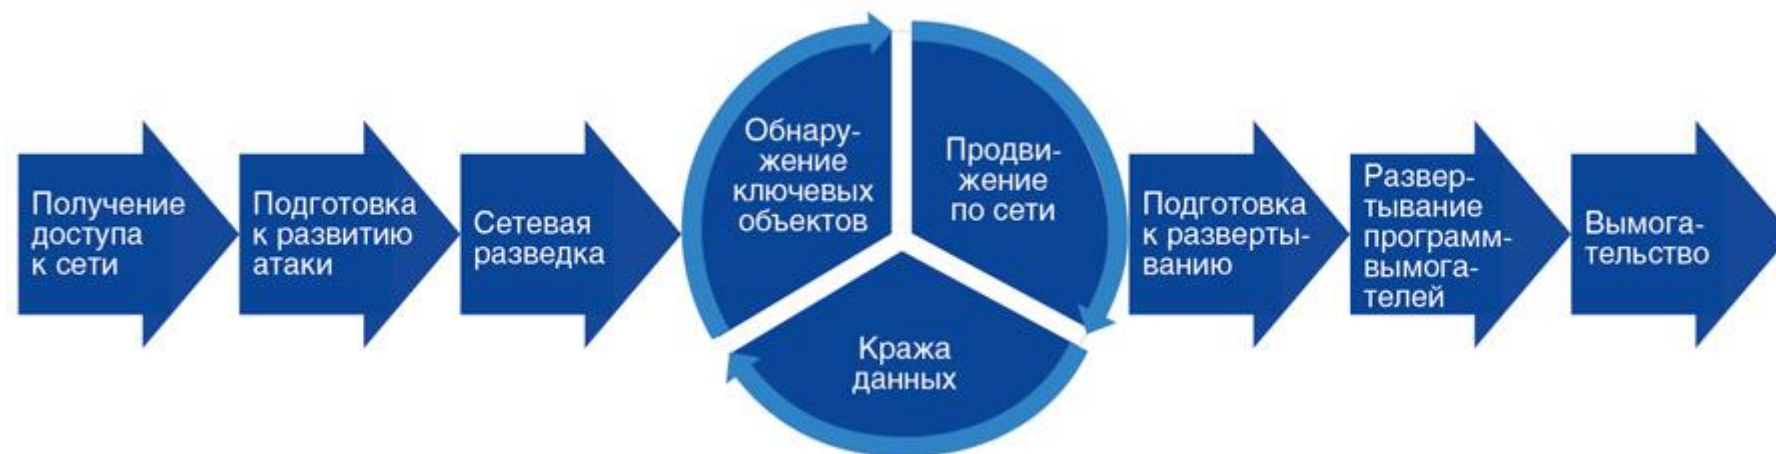 Получение
доступа
к сети
Подготовка
к развитию
атаки
Сетевая
разведка
Обнару-
жение
ключевых
объектов
Продви-
жение
по сети
Кража
данных
Подготовка
к разверты-
ванию
Развер-
тывание
программ-
вымога-
телей
Вымога-
тельство